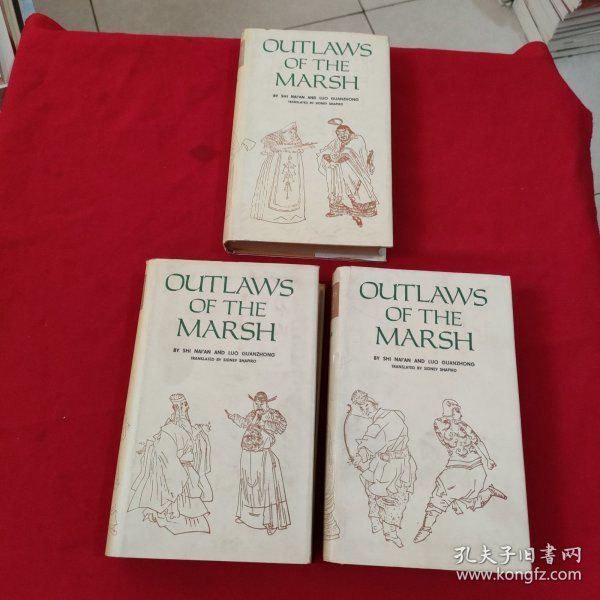 OUTLAWS
OF THE
MARSH
BY SHI NAI'AN AND LUO GUANZHONG
TRANSLATED BY SIDNEY SHAPIRO
OUTLAWS
OF THE
MARSH
BY SHI NAI'AN AND LUO GUANZHONG
TRANSLATED BY SIDNEY SHAPIRO
OUTLAWS
OF THE
MARSH
BY SHI NAI'AN AND LUO GUANZHONG
TRANSLATED BY SIDNEY SHAPIRO
孔夫子旧书网
www.kongfz.com